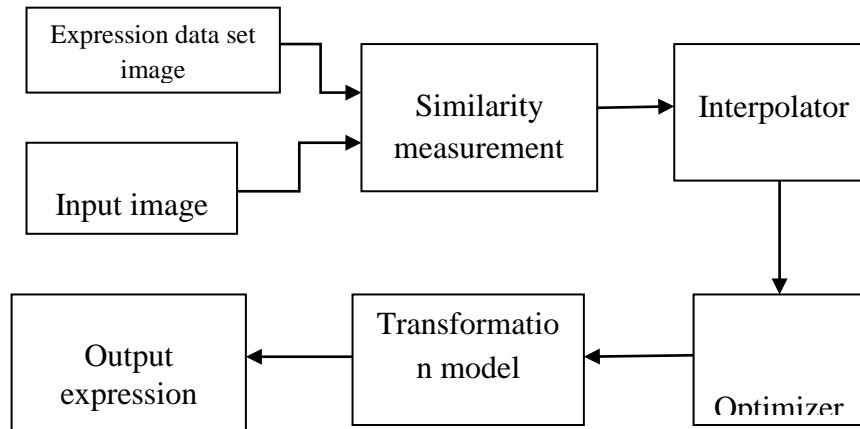 Expression data set
image
Similarity
measurement
Interpolator
Input image
Output
expression
Transformatio
n model
Optimizer